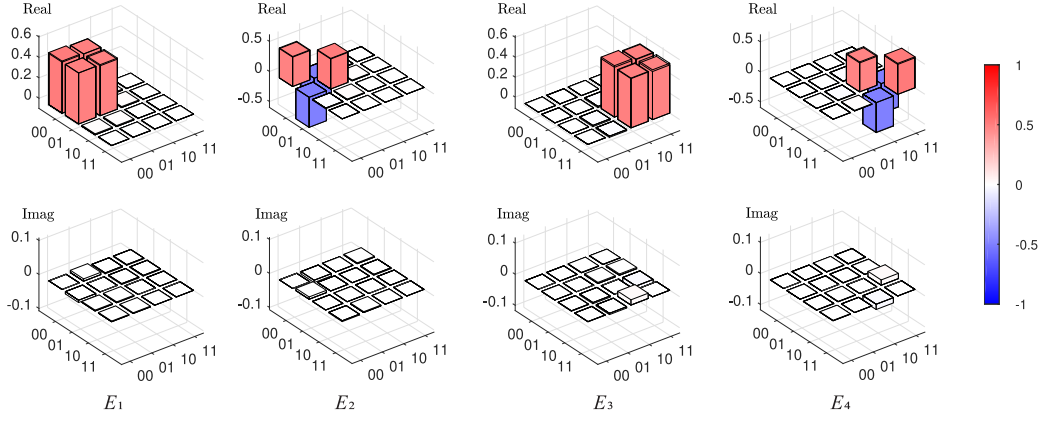 Real Real Real Real
0.6 0.5 0.6 0.5 1
0.4 0 0.4 0
0.2 -0.5 0.2 -0.5 0.5
0 0
00 01 10 11 00 01 10 11 00 01 10 11 00 01 10 11
00 01 10 11 00 01 10 11 00 01 10 11 00 01 10 11
0
Imag Imag Imag Imag
0.1 0.1 0.1 0.1
0 0 0 0 -0.5
-0.1 -0.1 -0.1 -0.1 -1
00 01 10 11 00 01 10 11 00 01 10 11 00 01 10 11
00 01 10 11 00 01 10 11 00 01 10 11 00 01 10 11
E1 E2 E3 E4